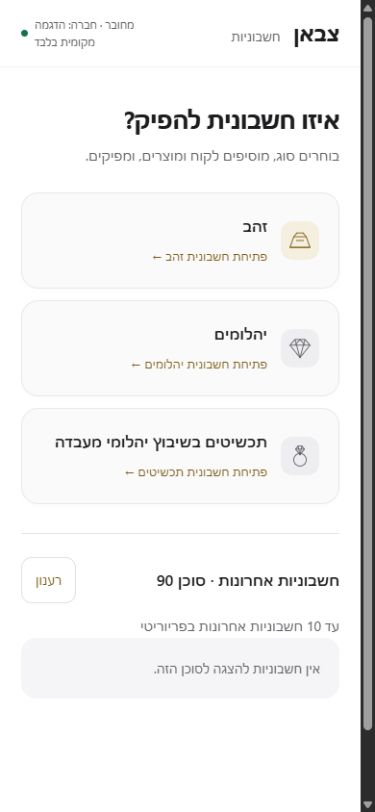 צבאן
חשבוניות
מחובר · חברה: הדגמה
מקומית בלבד
איזו חשבונית להפיק?
בוחרים סוג, מוסיפים לקוח ומוצרים, ומפיקים.
זהב
פתיחת חשבונית זהב ←
יהלומים
פתיחת חשבונית יהלומים ←
תכשיטים בשיבוץ יהלומי מעבדה
פתיחת חשבונית תכשיטים ←
חשבוניות אחרונות · סוכן 90
רענון
עד 10 חשבוניות אחרונות בפריוריטי
אין חשבוניות להצגה לסוכן הזה.